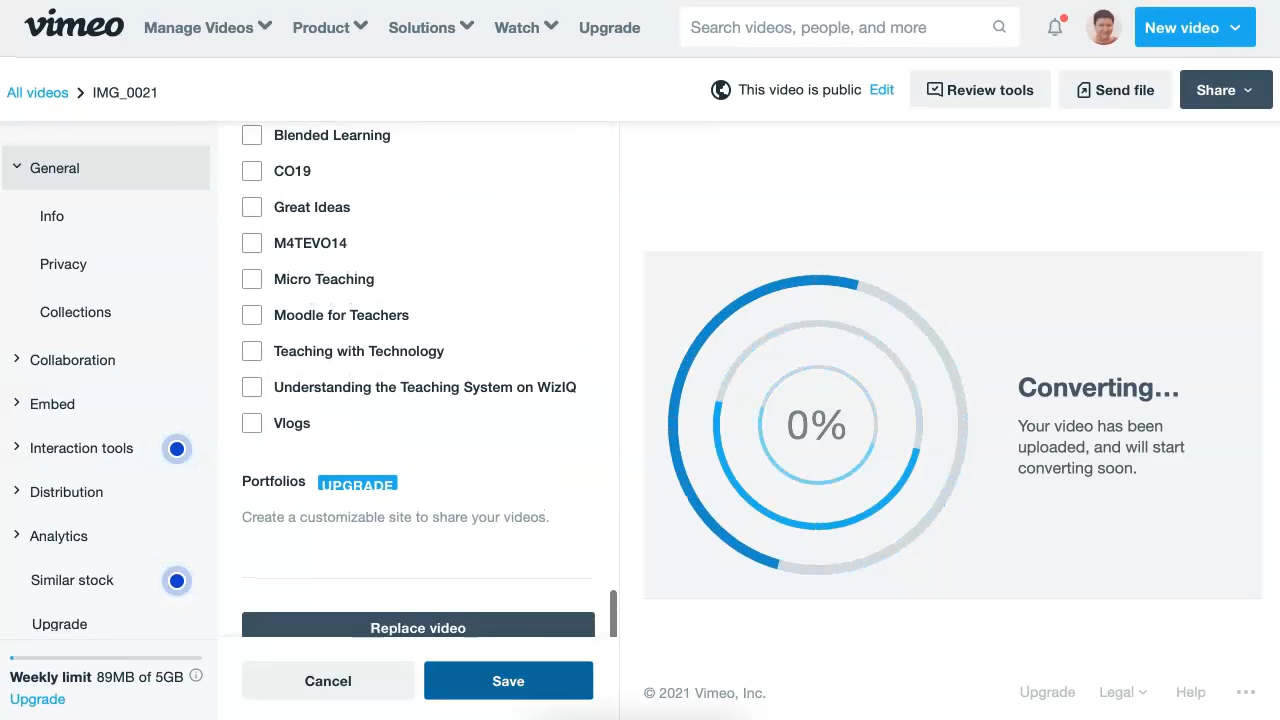 vimeo
Manage Videos Product Solutions Watch Upgrade
Search videos, people, and more
New video
All videos > IMG_0021
This video is public Edit
Review tools
Send file
Share
General
Info
Privacy
Collections
Collaboration
Embed
Interaction tools
Distribution
Analytics
Similar stock
Upgrade
Weekly limit 89MB of 5GB
Upgrade
Blended Learning
CO19
Great Ideas
M4TEVO14
Micro Teaching
Moodle for Teachers
Teaching with Technology
Understanding the Teaching System on WizIQ
Vlogs
Portfolios UPGRADE
Create a customizable site to share your videos.
Replace video
Cancel
Save
0%
Converting...
Your video has been
uploaded, and will start
converting soon.
© 2021 Vimeo, Inc.
Upgrade Legal Help